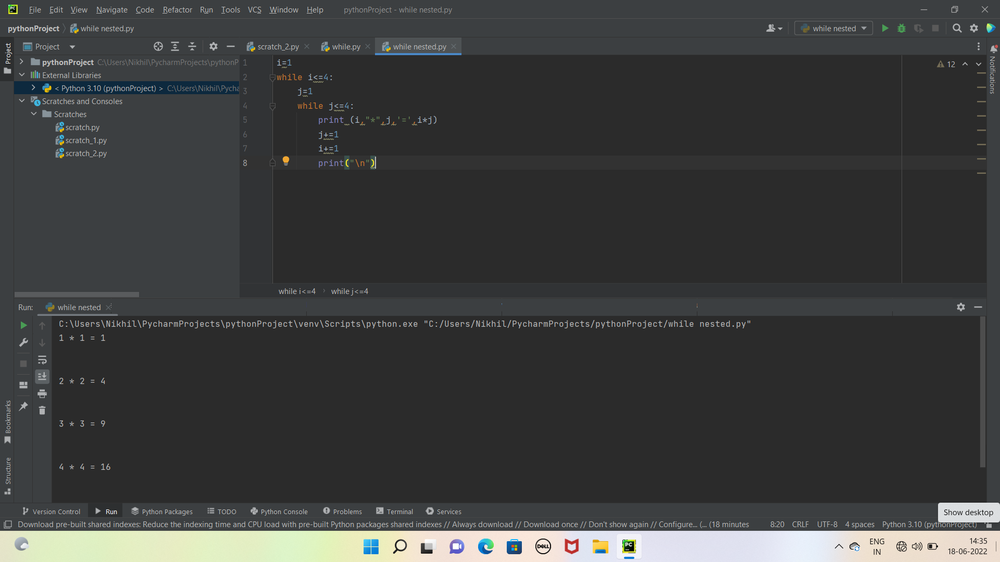 PC File Edit View Navigate Code Refactor Run Tools VCS Window Help pythonProject - while nested.py
pythonProject while nested.py while nested
Project scratch_2.py while.py while nested.py
Project
pythonProject C:\Users\Nikhil\PycharmProjects\pythonP
External Libraries
< Python 3.10 (pythonProject) > C:\Users\Nikhil\Pycha
Scratches and Consoles
Scratches
scratch.py
scratch_1.py
scratch_2.py
1 i=1
2 while i<=4:
3 j=1
4 while j<=4:
5 print (i,"*",j,'=',i*j)
6 j+=1
7 i+=1
8 print("\n")
12
Notifications
while i<=4 › while j<=4
Run: while nested
C:\Users\Nikhil\PycharmProjects\pythonProject\venv\Scripts\python.exe "C:/Users/Nikhil/PycharmProjects/pythonProject/while nested.py"
1 * 1 = 1
2 * 2 = 4
3 * 3 = 9
4 * 4 = 16
Bookmarks
Structure
Version Control Run Python Packages TODO Python Console Problems Terminal Services
Show desktop
Download pre-built shared indexes: Reduce the indexing time and CPU load with pre-built Python packages shared indexes // Always download // Download once // Don't show again // Configure... (... (18 minutes 8:20 CRLF UTF-8 4 spaces Python 3.10 (pythonProject)
DELL PC
ENG
IN
14:35
18-06-2022